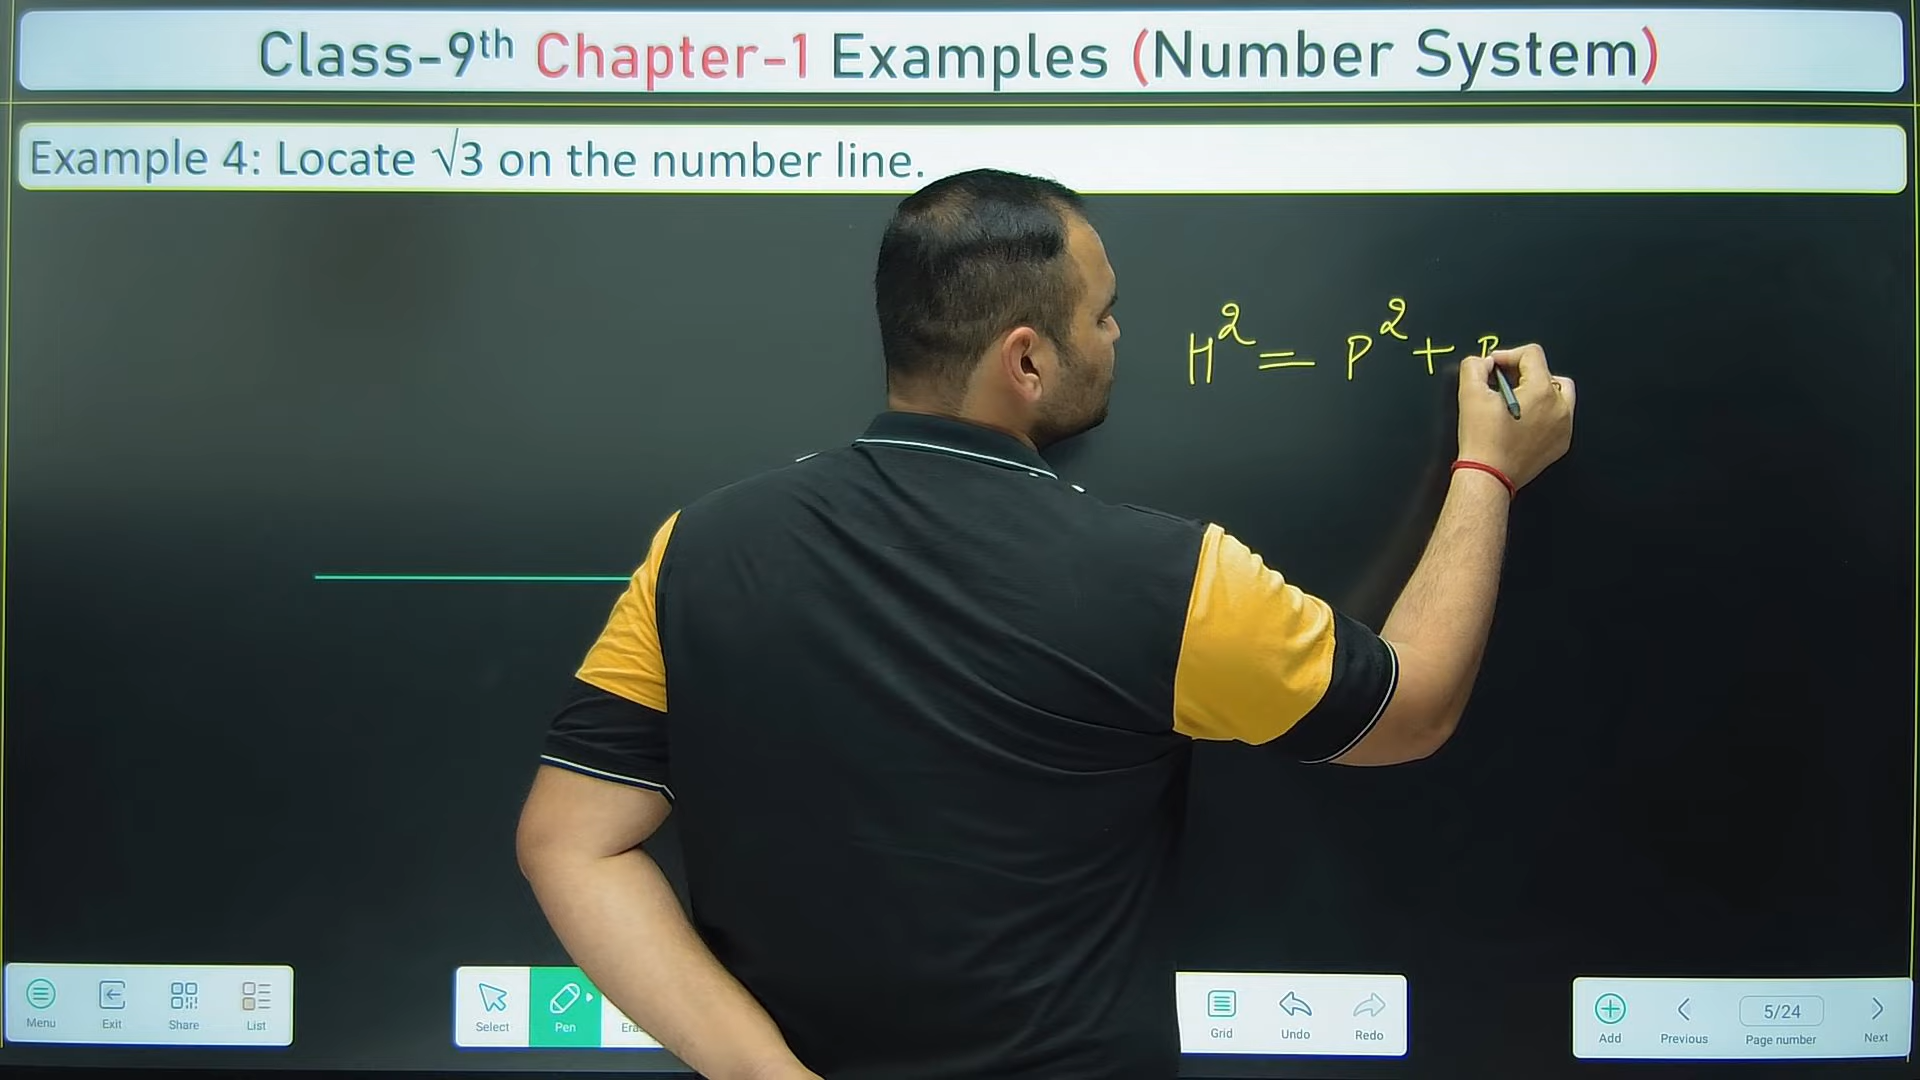 Class-9th Chapter-1 Examples (Number System)
Example 4: Locate √3 on the number line.
H² = P² +
Menu
Exit
Share
List
Select
Pen
Grid
Undo
Redo
Add
Previous
5/24
Page number
Next